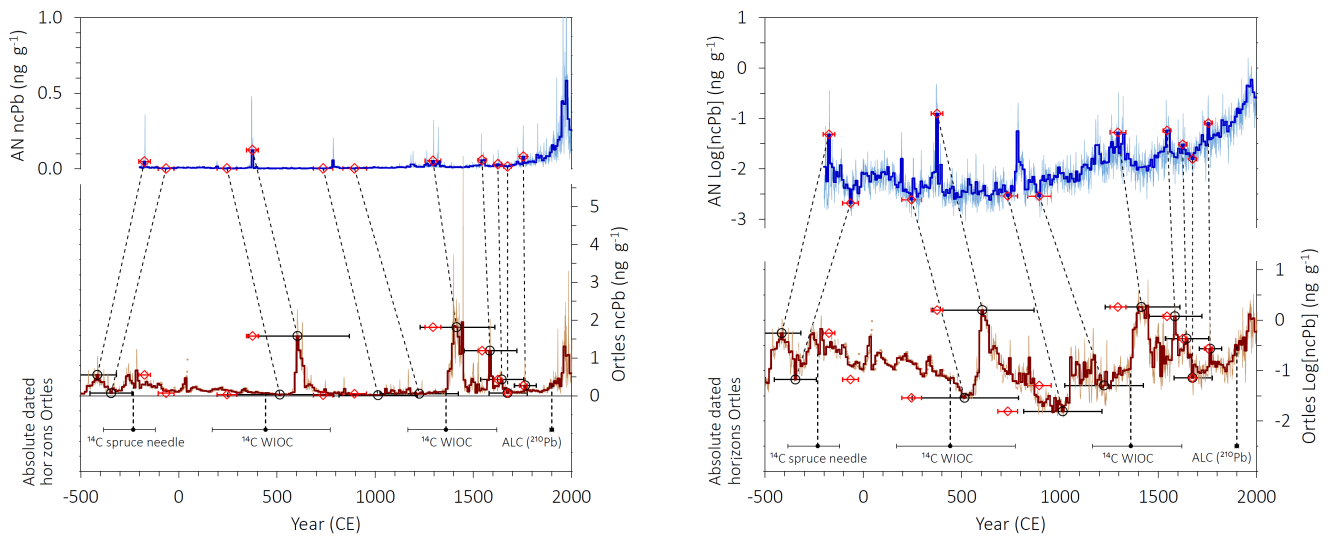 1.0
0.5
0.0
AN ncPb (ng g⁻¹)
5
4
3
2
1
0
Ortles ncPb (ng g⁻¹)
Absolute dated
hor zons Ortles
¹⁴C spruce needle
¹⁴C WIOC
¹⁴C WIOC
ALC (²¹⁰Pb)
-500
0
500
1000
1500
2000
Year (CE)
1
0
-1
-2
-3
AN Log[ncPb] (ng g⁻¹)
1
0
-1
-2
Ortles Log[ncPb] (ng g⁻¹)
Absolute dated
horizons Ortles
¹⁴C spruce needle
¹⁴C WIOC
¹⁴C WIOC
ALC (²¹⁰Pb)
-500
0
500
1000
1500
2000
Year (CE)